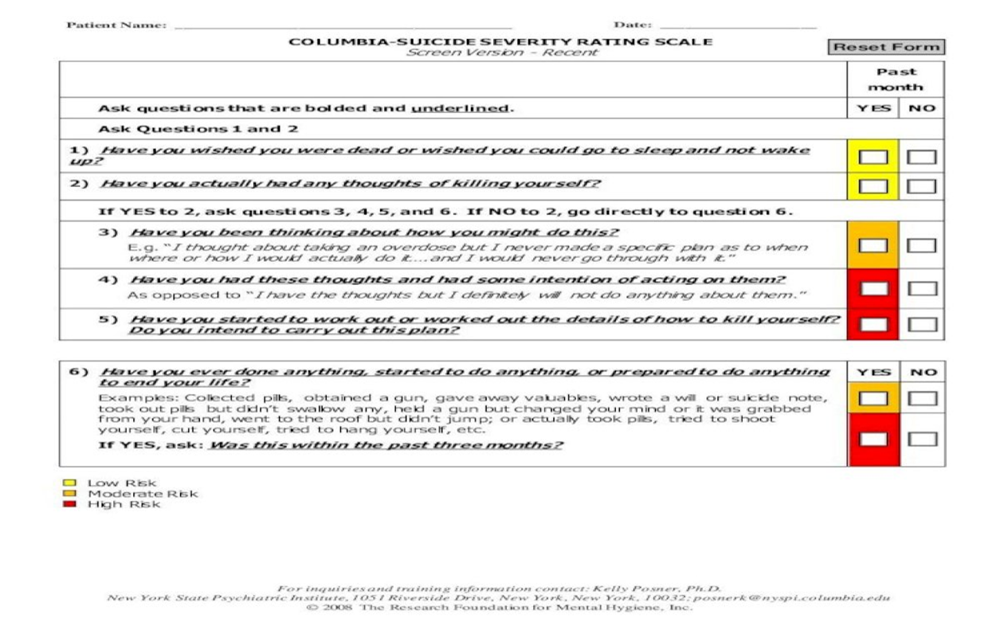 Patient Name: ______________________ Date: ______________
COLUMBIA-SUICIDE SEVERITY RATING SCALE
Screen Version - Recent
Reset Form
Past
month
Ask questions that are bolded and underlined. YES NO
Ask Questions 1 and 2
1) Have you wished you were dead or wished you could go to sleep and not wake
up?
2) Have you actually had any thoughts of killing yourself?
If YES to 2, ask questions 3, 4, 5, and 6. If NO to 2, go directly to question 6.
3) Have you been thinking about how you might do this?
E.g. "I thought about taking an overdose but I never made a specific plan as to when
where or how I would actually do it....and I would never go through with it."
4) Have you had these thoughts and had some intention of acting on them?
As opposed to "I have the thoughts but I definitely will not do anything about them."
5) Have you started to work out or worked out the details of how to kill yourself?
Do you intend to carry out this plan?
6) Have you ever done anything, started to do anything, or prepared to do anything YES NO
to end your life?
Examples: Collected pills, obtained a gun, gave away valuables, wrote a will or suicide note,
took out pills but didn't swallow any, held a gun but changed your mind or it was grabbed
from your hand, went to the roof but didn't jump; or actually took pills, tried to shoot
yourself, cut yourself, tried to hang yourself, etc.
If YES, ask: Was this within the past three months?
Low Risk
Moderate Risk
High Risk
For inquiries and training information contact: Kelly Posner, Ph.D.
New York State Psychiatric Institute, 1051 Riverside Drive, New York, New York, 10032; posnerk@nyspi.columbia.edu
© 2008 The Research Foundation for Mental Hygiene, Inc.